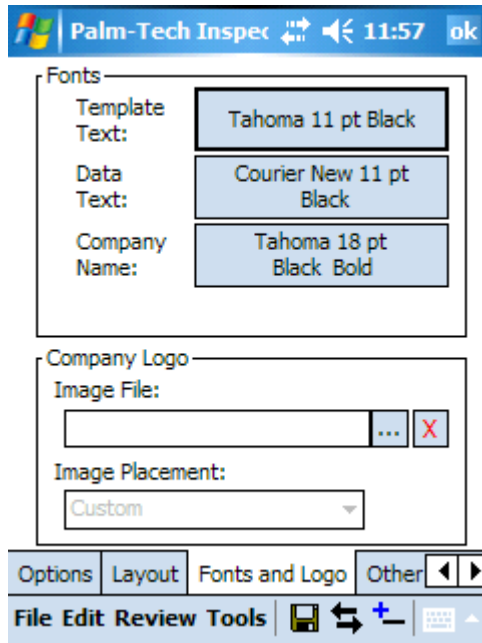 Palm-Tech Inspec 11:57 ok
Fonts
Template
Text:
Tahoma 11 pt Black
Data
Text:
Courier New 11 pt
Black
Company
Name:
Tahoma 18 pt
Black Bold
Company Logo
Image File:
... X
Image Placement:
Custom
Options Layout Fonts and Logo Other
File Edit Review Tools